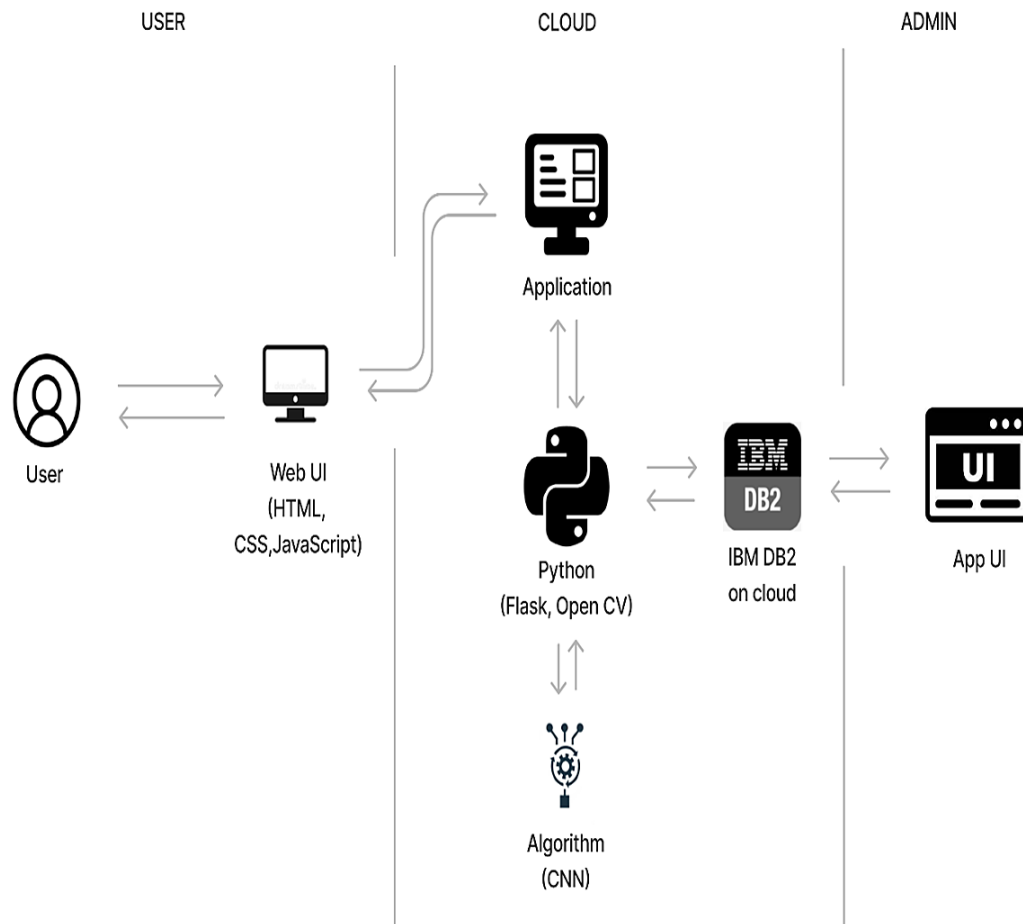 USER
CLOUD
ADMIN
Application
User
Web UI
(HTML,
CSS,JavaScript)
Python
(Flask, Open CV)
IBM
DB2
IBM DB2
on cloud
UI
App UI
Algorithm
(CNN)